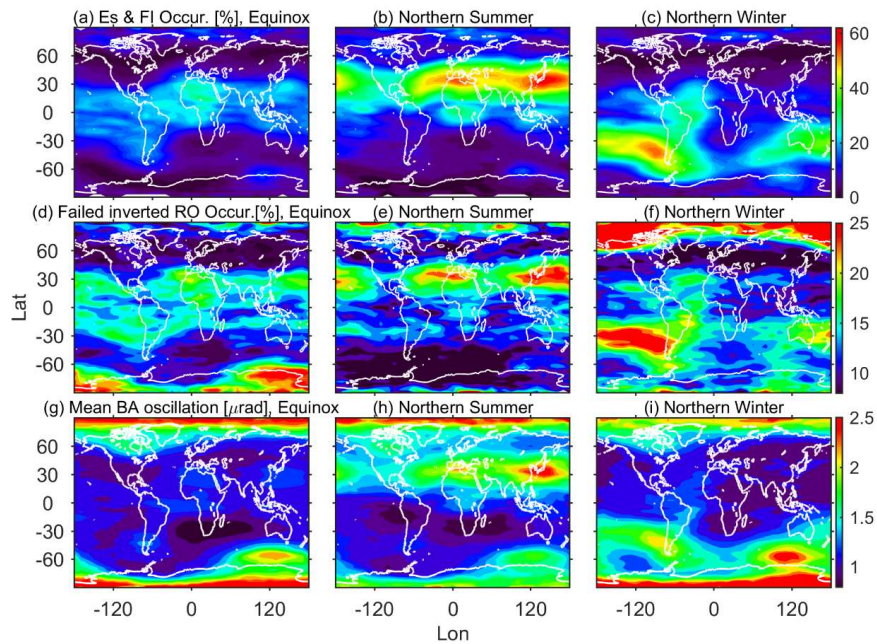 (a) Es & FI Occur. [%], Equinox
(b) Northern Summer
(c) Northern Winter
90
60
30
0
-30
-60
60
40
20
0
(d) Failed inverted RO Occur.[%], Equinox
(e) Northern Summer
(f) Northern Winter
Lat
90
60
30
0
-30
-60
25
20
15
10
(g) Mean BA oscillation [μrad], Equinox
(h) Northern Summer
(i) Northern Winter
90
60
30
0
-30
-60
2.5
2
1.5
1
-120 0 120
-120 0 120
-120 0 120
Lon